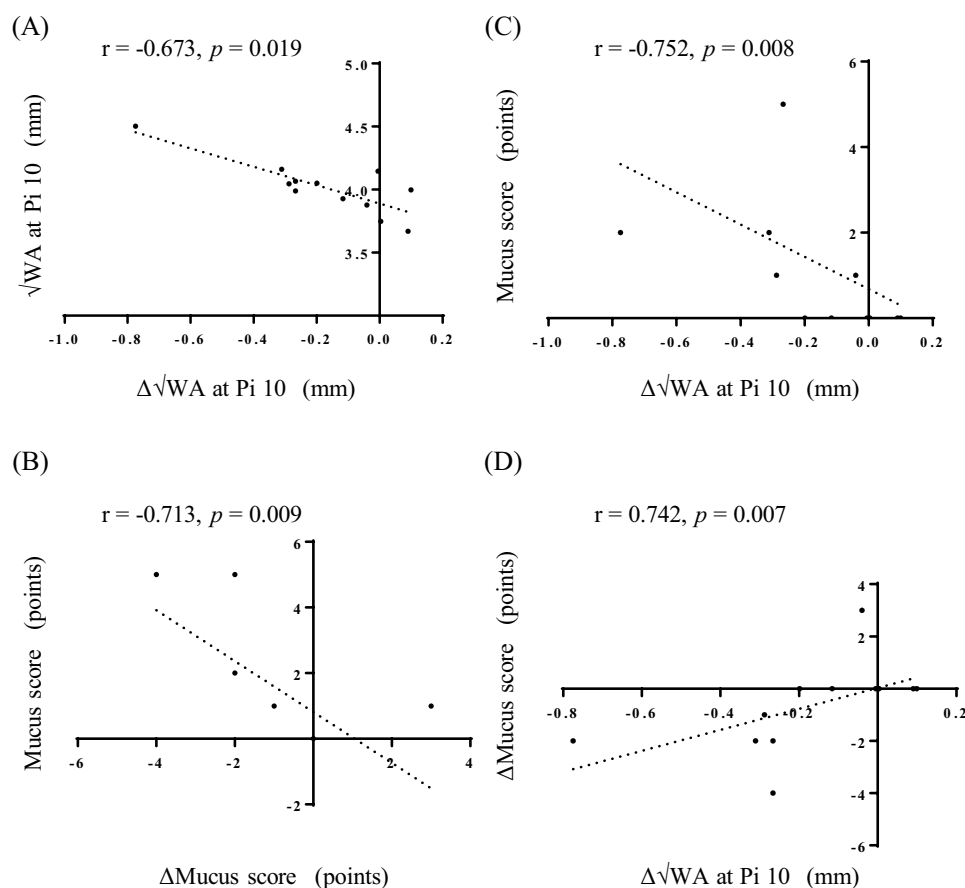 (A)
r = -0.673, p = 0.019
√WA at Pi 10 (mm)
5.0
4.5
4.0
3.5
-1.0 -0.8 -0.6 -0.4 -0.2 0.0 0.2
Δ√WA at Pi 10 (mm)
(C)
r = -0.752, p = 0.008
Mucus score (points)
6
4
2
-1.0 -0.8 -0.6 -0.4 -0.2 0.0 0.2
Δ√WA at Pi 10 (mm)
(B)
r = -0.713, p = 0.009
Mucus score (points)
6
4
2
-6 -4 -2 2 4
-2
ΔMucus score (points)
(D)
r = 0.742, p = 0.007
ΔMucus score (points)
4
2
-0.8 -0.6 -0.4 -0.2 0.2
-2
-4
-6
Δ√WA at Pi 10 (mm)